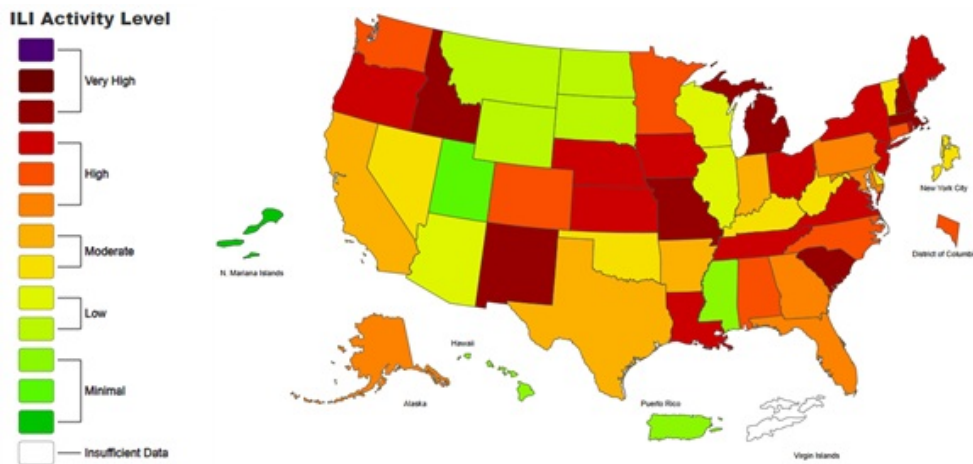 ILI Activity Level
Very High
High
Moderate
Low
Minimal
Insufficient Data
N. Mariana Islands
New York City
District of Columb
Hawaii
Alaska
Puerto Rico
Virgin Islands